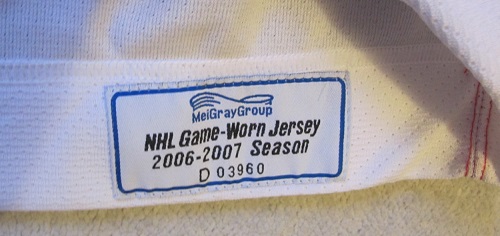 MeiGrayGroup
NHL Game-Worn Jersey
2006-2007 Season
D 03960